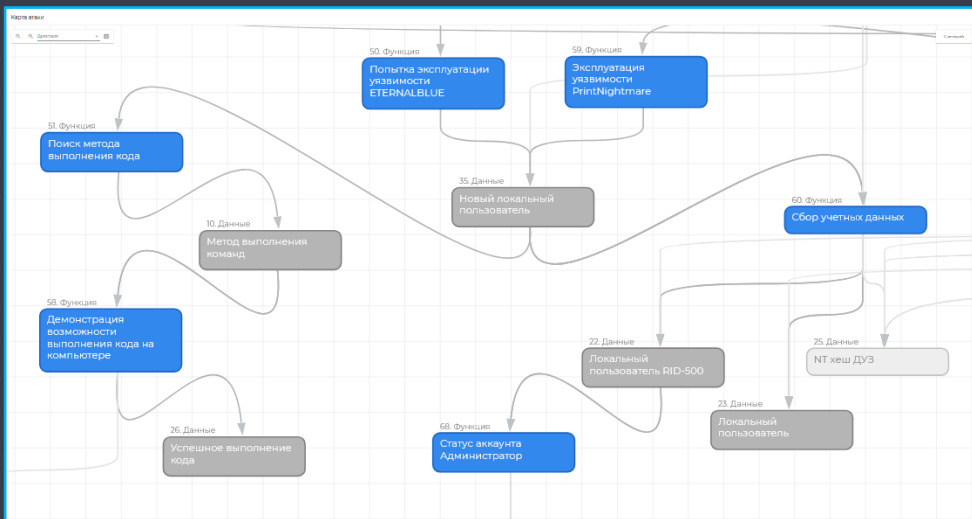 Карта атаки
Действия
50. Функция
Попытка эксплуатации
уязвимости
ETERNALBLUE
59. Функция
Эксплуатация
уязвимости
PrintNightmare
51. Функция
Поиск метода
выполнения кода
35. Данные
Новый локальный
пользователь
60. Функция
Сбор учетных данных
10. Данные
Метод выполнения
команд
58. Функция
Демонстрация
возможности
выполнения кода на
компьютере
22. Данные
Локальный
пользователь RID-500
25. Данные
NT хеш ДУЗ
23. Данные
Локальный
пользователь
26. Данные
Успешное выполнение
кода
68. Функция
Статус аккаунта
Администратор